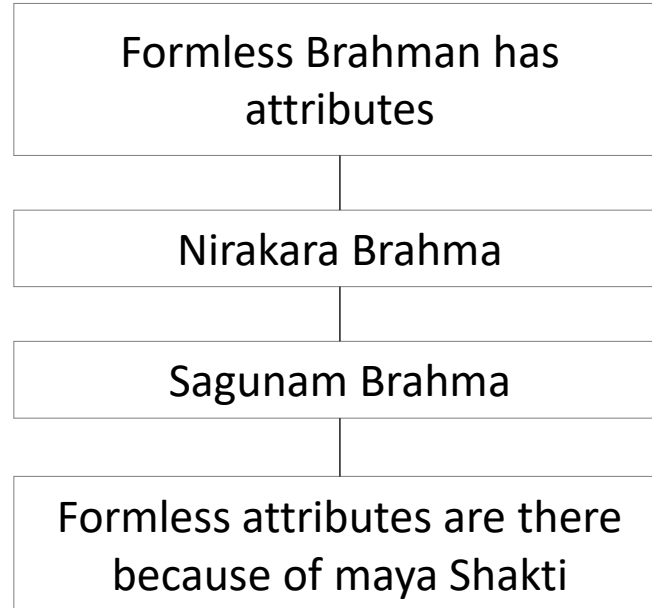 Formless Brahman has
attributes
Nirakara Brahma
Sagunam Brahma
Formless attributes are there
because of maya Shakti